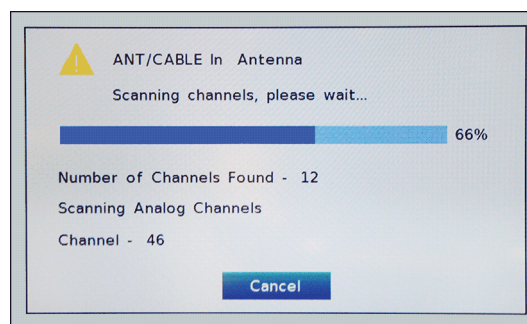 ANT/CABLE In Antenna
Scanning channels, please wait...
66%
Number of Channels Found - 12
Scanning Analog Channels
Channel - 46
Cancel